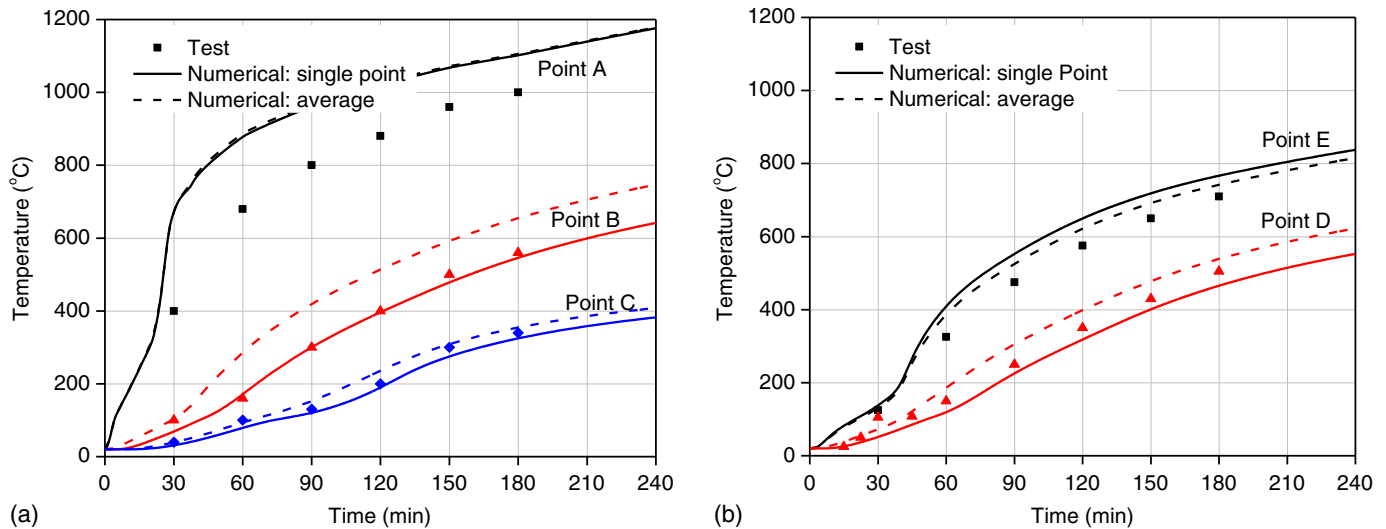 1200
1000
800
600
400
200
0
0 30 60 90 120 150 180 210 240
Temperature (°C)
Time (min)
Test
Numerical: single point
Numerical: average
Point A
Point B
Point C
(a)
1200
1000
800
600
400
200
0
0 30 60 90 120 150 180 210 240
Temperature (°C)
Time (min)
Test
Numerical: single Point
Numerical: average
Point E
Point D
(b)